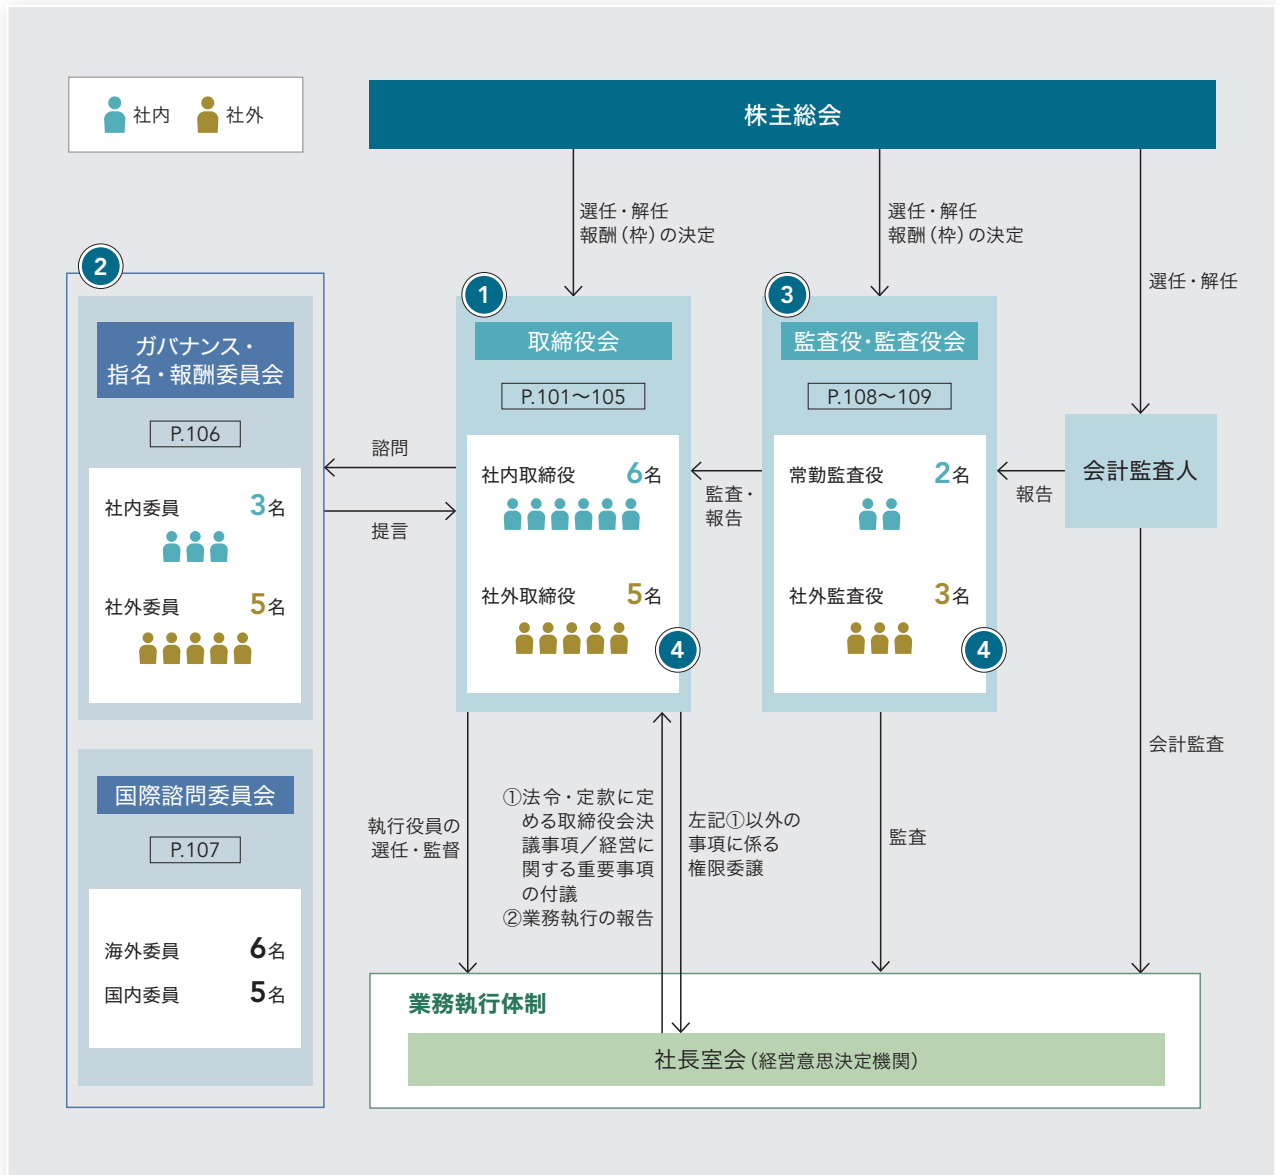 社内 社外
株主総会
選任・解任
報酬（枠）の決定
選任・解任
報酬（枠）の決定
選任・解任
2
ガバナンス・
指名・報酬委員会
P.106
社内委員 3名
社外委員 5名
国際諮問委員会
P.107
海外委員 6名
国内委員 5名
諮問
提言
1
取締役会
P.101～105
社内取締役 6名
社外取締役 5名
4
監査・
報告
3
監査役・監査役会
P.108～109
常勤監査役 2名
社外監査役 3名
4
報告
会計監査人
執行役員の
選任・監督
①法令・定款に定
める取締役会決
議事項／経営に
関する重要事項
の付議
②業務執行の報告
左記①以外の
事項に係る
権限委譲
監査
会計監査
業務執行体制
社長室会（経営意思決定機関）